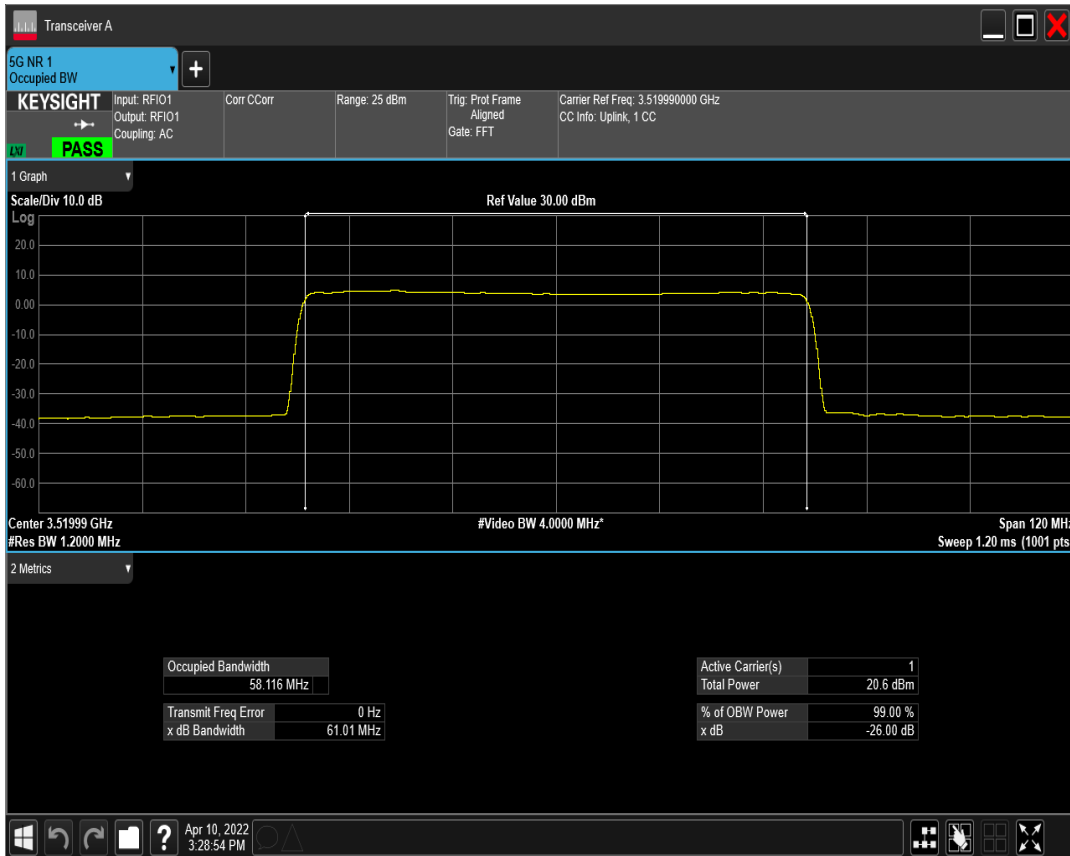 Transceiver A
5G NR 1
Occupied BW
KEYSIGHT
Input: RFIO1
Output: RFIO1
Coupling: AC
Corr CCorr
Range: 25 dBm
Trig: Prot Frame
Aligned
Gate: FFT
Carrier Ref Freq: 3.519990000 GHz
CC Info: Uplink, 1 CC
LXI
PASS
1 Graph
Scale/Div 10.0 dB
Ref Value 30.00 dBm
Log
20.0
10.0
0.00
-10.0
-20.0
-30.0
-40.0
-50.0
-60.0
Center 3.51999 GHz
#Video BW 4.0000 MHz*
Span 120 MHz
#Res BW 1.2000 MHz
Sweep 1.20 ms (1001 pts
2 Metrics
Occupied Bandwidth
58.116 MHz
Transmit Freq Error 0 Hz
x dB Bandwidth 61.01 MHz
Active Carrier(s) 1
Total Power 20.6 dBm
% of OBW Power 99.00 %
x dB -26.00 dB
?
Apr 10, 2022
3:28:54 PM